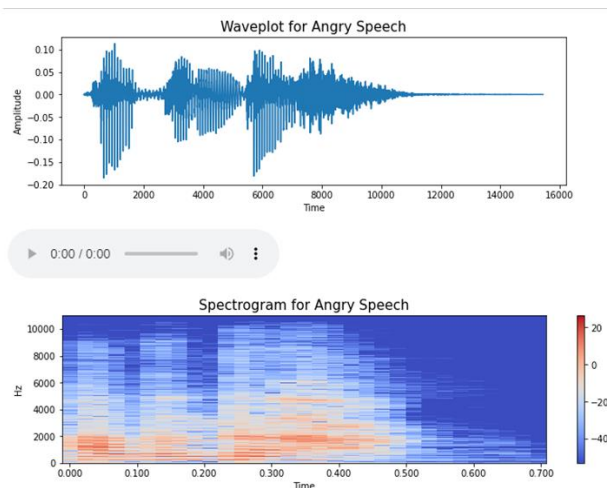 Waveplot for Angry Speech
0.10
0.05
0.00
-0.05
-0.10
-0.15
-0.20
Amplitude
0 2000 4000 6000 8000 10000 12000 14000 16000
Time
0:00 / 0:00
Spectrogram for Angry Speech
10000
8000
6000
4000
2000
0
Hz
0.000 0.100 0.200 0.300 0.400 0.500 0.600 0.700
Time
20
0
−20
−40